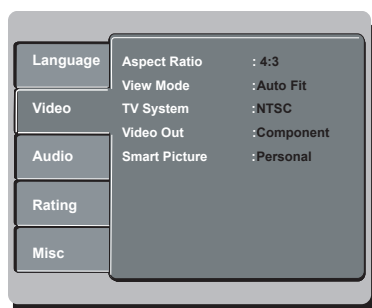 Language
Video
Audio
Rating
Misc
Aspect Ratio : 4:3
View Mode :Auto Fit
TV System :NTSC
Video Out :Component
Smart Picture :Personal